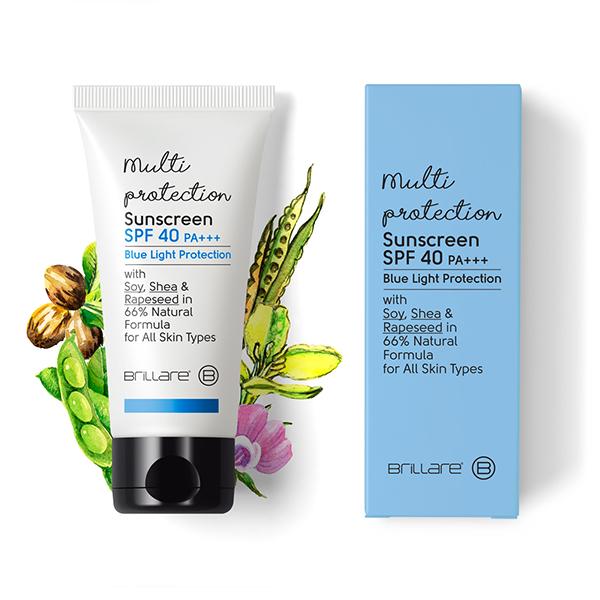 multi
protection
Sunscreen
SPF 40 PA+++
Blue Light Protection
with
Soy, Shea &
Rapeseed in
66% Natural
Formula
for All Skin Types
Brillare® B
multi
protection
Sunscreen
SPF 40 PA+++
Blue Light Protection
with
Soy, Shea &
Rapeseed in
66% Natural
Formula
for All Skin Types
Brillare® B